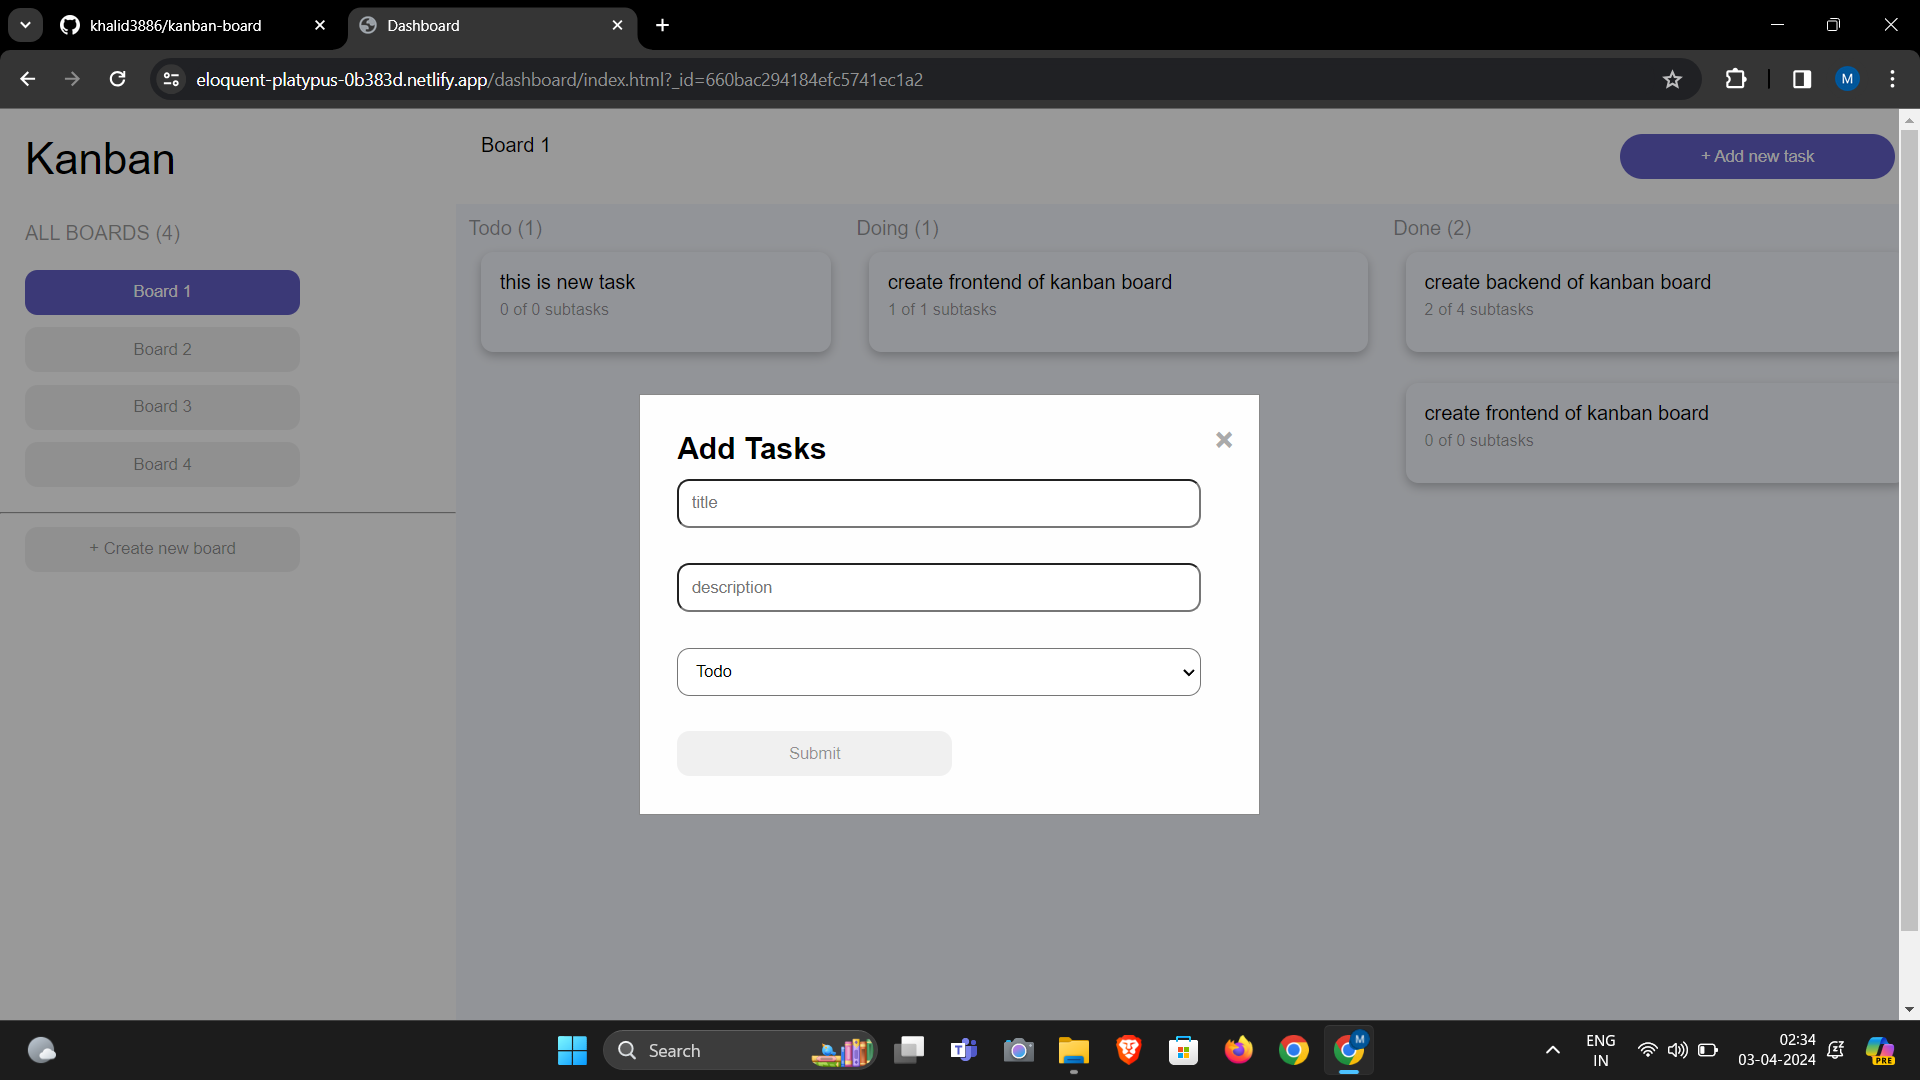 khalid3886/kanban-board
Dashboard
eloquent-platypus-0b383d.netlify.app/dashboard/index.html?_id=660bac294184efc5741ec1a2
M
Kanban
Board 1
+ Add new task
ALL BOARDS (4)
Board 1
Board 2
Board 3
Board 4
+ Create new board
Todo (1)
this is new task
0 of 0 subtasks
Doing (1)
create frontend of kanban board
1 of 1 subtasks
Done (2)
create backend of kanban board
2 of 4 subtasks
create frontend of kanban board
0 of 0 subtasks
Add Tasks
title
description
Todo
Submit
Search
M
ENG
IN
02:34
03-04-2024
PRE